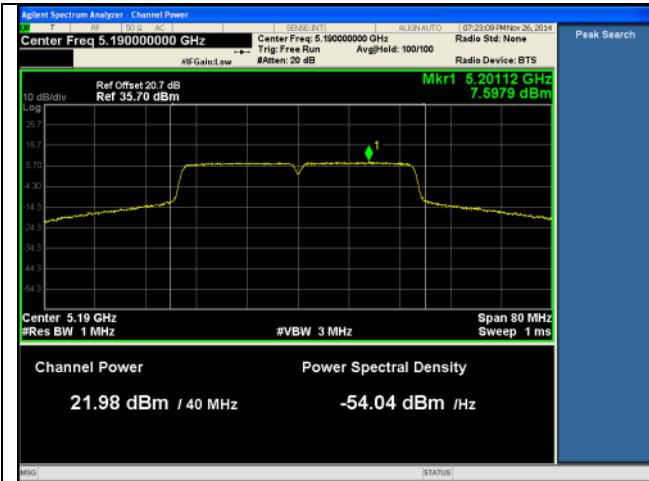 Agilent Spectrum Analyzer - Channel Power
T RF 50 Ω AC SENSE:INT ALIGN AUTO 07:23:09 PM Nov 26, 2014
Center Freq 5.190000000 GHz
Center Freq: 5.190000000 GHz Radio Std: None
Trig: Free Run Avg|Hold: 100/100
#IFGain:Low #Atten: 20 dB Radio Device: BTS
Peak Search
Mkr1 5.20112 GHz
7.5979 dBm
Ref Offset 20.7 dB
10 dB/div Ref 35.70 dBm
Log
25.7
15.7
1
5.70
-4.30
-14.3
-24.3
-34.3
-44.3
-54.3
Center 5.19 GHz Span 80 MHz
#Res BW 1 MHz #VBW 3 MHz Sweep 1 ms
Channel Power Power Spectral Density
21.98 dBm / 40 MHz -54.04 dBm /Hz
MSG STATUS